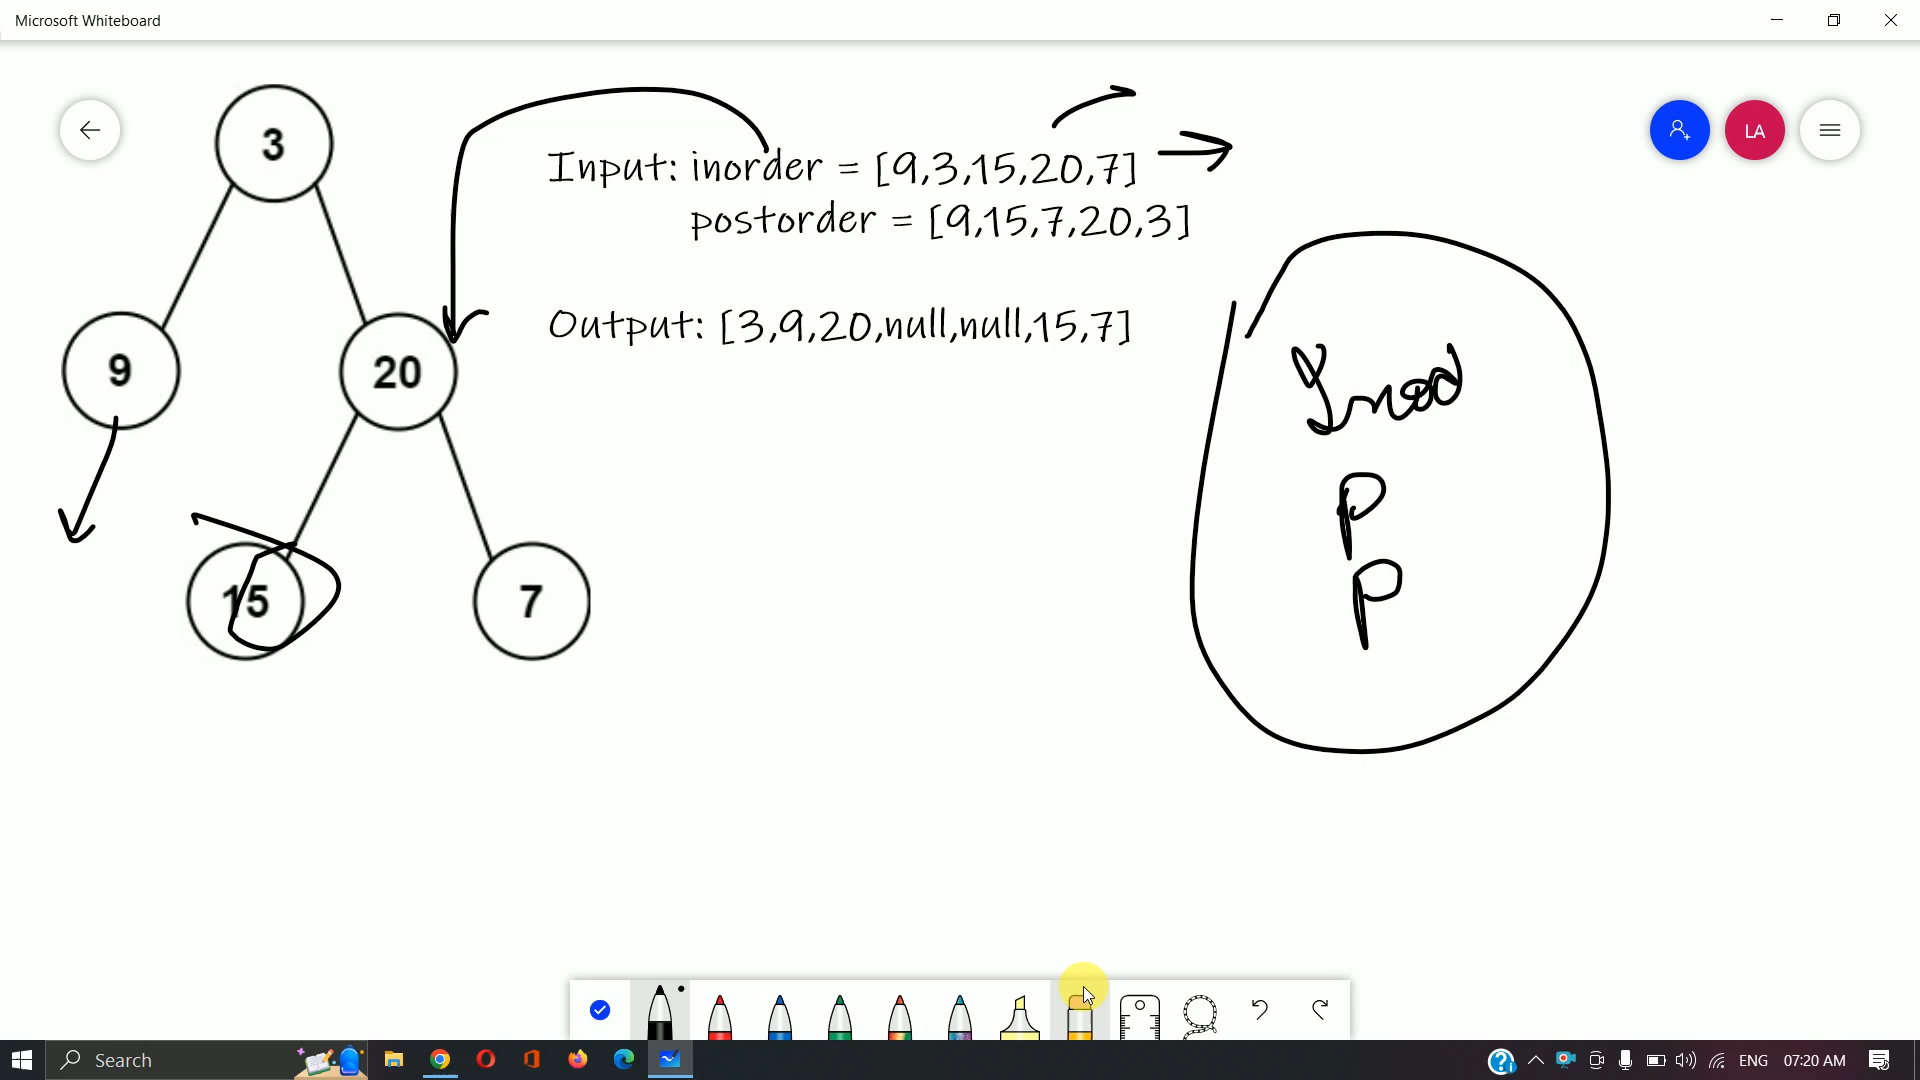 Microsoft Whiteboard
LA
3
9
20
15
7
Input: inorder = [9,3,15,20,7]
postorder = [9,15,7,20,3]
Output: [3,9,20,null,null,15,7]
P
P
Search
ENG
07:20 AM